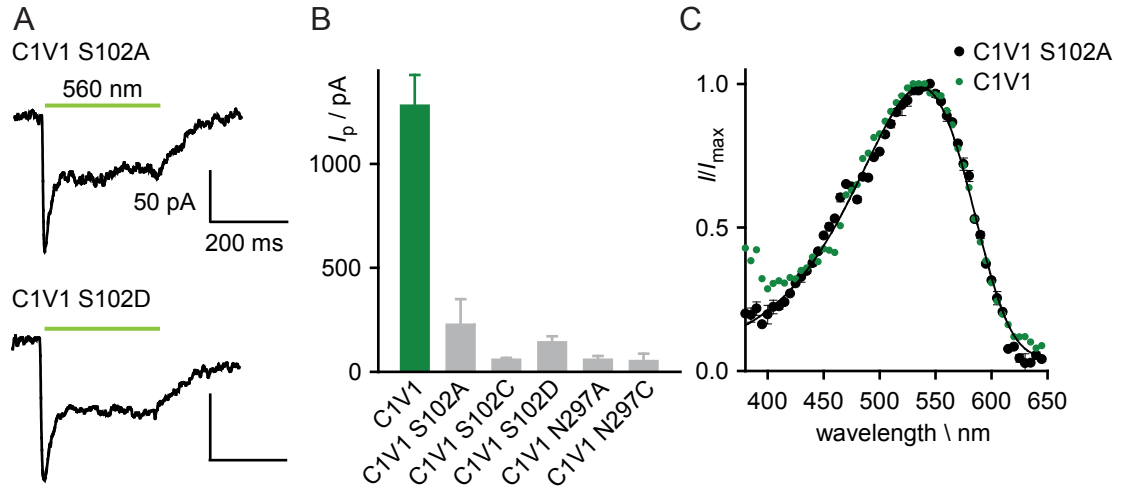 A
C1V1 S102A
560 nm
50 pA
200 ms
C1V1 S102D
B
Ip / pA
1000
500
0
C1V1
C1V1 S102A
C1V1 S102C
C1V1 S102D
C1V1 N297A
C1V1 N297C
C
C1V1 S102A
C1V1
I/Imax
1.0
0.5
0.0
400 450 500 550 600 650
wavelength \ nm